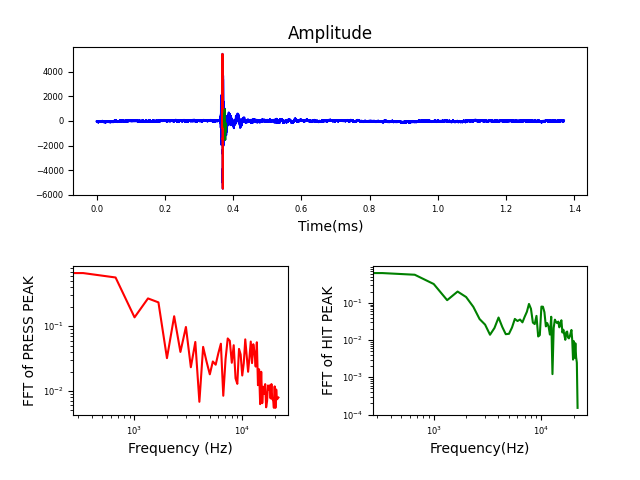 Amplitude
4000
2000
0
−2000
−4000
−6000
0.0 0.2 0.4 0.6 0.8 1.0 1.2 1.4
Time(ms)
FFT of PRESS PEAK
10⁻¹
10⁻²
10³ 10⁴
Frequency (Hz)
FFT of HIT PEAK
10⁻¹
10⁻²
10⁻³
10⁻⁴
10³ 10⁴
Frequency(Hz)